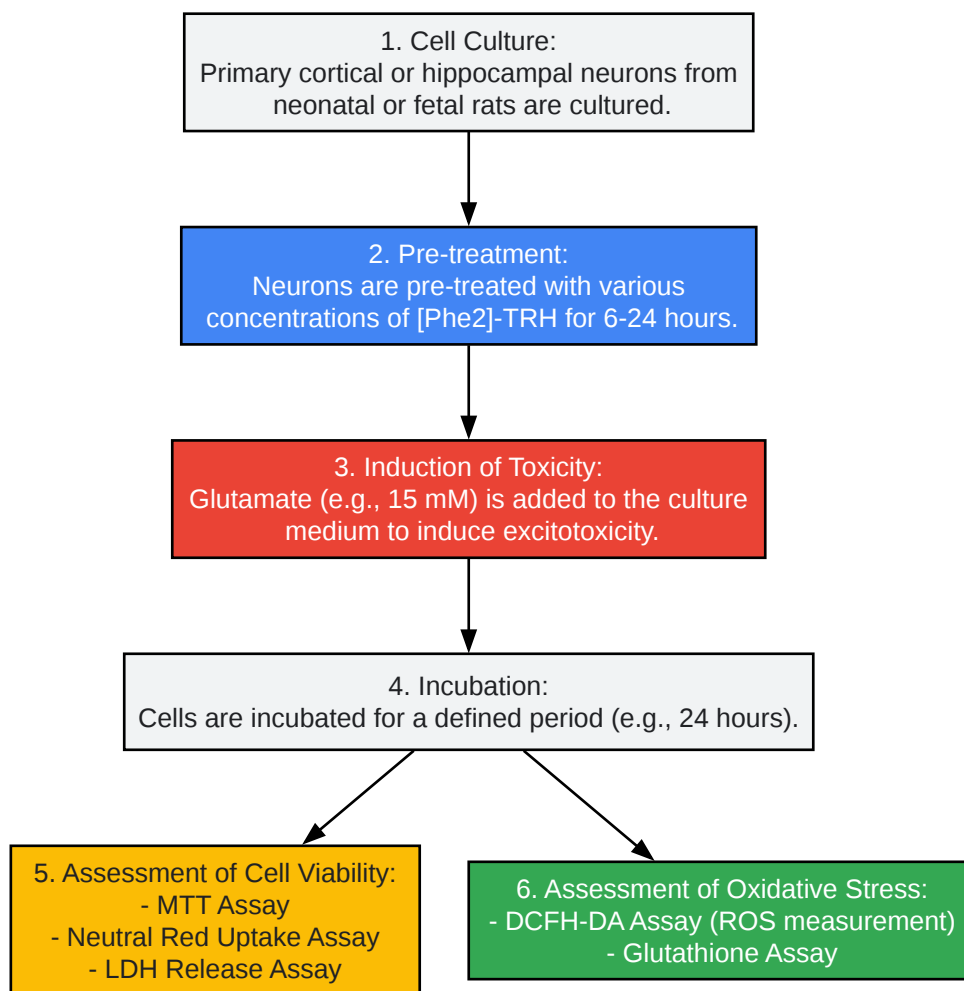 1. Cell Culture:
Primary cortical or hippocampal neurons from
neonatal or fetal rats are cultured.
2. Pre-treatment:
Neurons are pre-treated with various
concentrations of [Phe2]-TRH for 6-24 hours.
3. Induction of Toxicity:
Glutamate (e.g., 15 mM) is added to the culture
medium to induce excitotoxicity.
4. Incubation:
Cells are incubated for a defined period (e.g., 24 hours).
5. Assessment of Cell Viability:
- MTT Assay
- Neutral Red Uptake Assay
- LDH Release Assay
6. Assessment of Oxidative Stress:
- DCFH-DA Assay (ROS measurement)
- Glutathione Assay